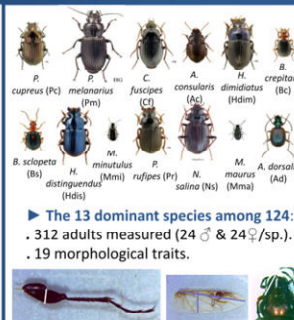 P. cupreus (Pc)
P. melanarius (Pm)
C. fuscipes (Cf)
A. consularis (Ac)
H. dimidiatus (Hdim)
B. crepitans (Bc)
B. sclopeta (Bs)
H. distinguendus (Hdis)
M. minutulus (Mmi)
P. rufipes (Pr)
N. salina (Ns)
M. maurus (Mma)
A. dorsalis (Ad)
► The 13 dominant species among 124:
. 312 adults measured (24 ♂ & 24♀/sp.).
. 19 morphological traits.